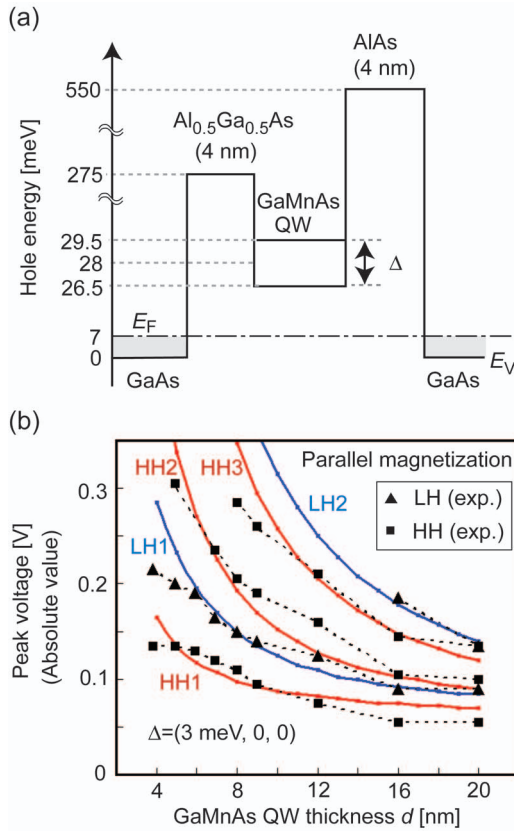 (a)
AlAs
(4 nm)
550
Al0.5Ga0.5As
(4 nm)
Hole energy [meV]
275
GaMnAs
QW
29.5
28
26.5
Δ
EF
7
0
EV
GaAs
GaAs
(b)
HH2
HH3
Parallel magnetization
LH (exp.)
HH (exp.)
LH2
LH1
HH1
Peak voltage [V]
(Absolute value)
0.3
0.2
0.1
0
Δ=(3 meV, 0, 0)
4 8 12 16 20
GaMnAs QW thickness d [nm]